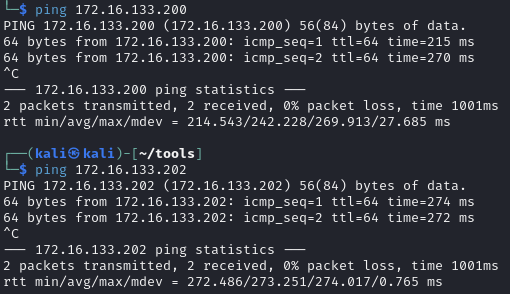 └─$ ping 172.16.133.200
PING 172.16.133.200 (172.16.133.200) 56(84) bytes of data.
64 bytes from 172.16.133.200: icmp_seq=1 ttl=64 time=215 ms
64 bytes from 172.16.133.200: icmp_seq=2 ttl=64 time=270 ms
^C
--- 172.16.133.200 ping statistics ---
2 packets transmitted, 2 received, 0% packet loss, time 1001ms
rtt min/avg/max/mdev = 214.543/242.228/269.913/27.685 ms
┌──(kali㉿kali)-[~/tools]
└─$ ping 172.16.133.202
PING 172.16.133.202 (172.16.133.202) 56(84) bytes of data.
64 bytes from 172.16.133.202: icmp_seq=1 ttl=64 time=274 ms
64 bytes from 172.16.133.202: icmp_seq=2 ttl=64 time=272 ms
^C
--- 172.16.133.202 ping statistics ---
2 packets transmitted, 2 received, 0% packet loss, time 1001ms
rtt min/avg/max/mdev = 272.486/273.251/274.017/0.765 ms